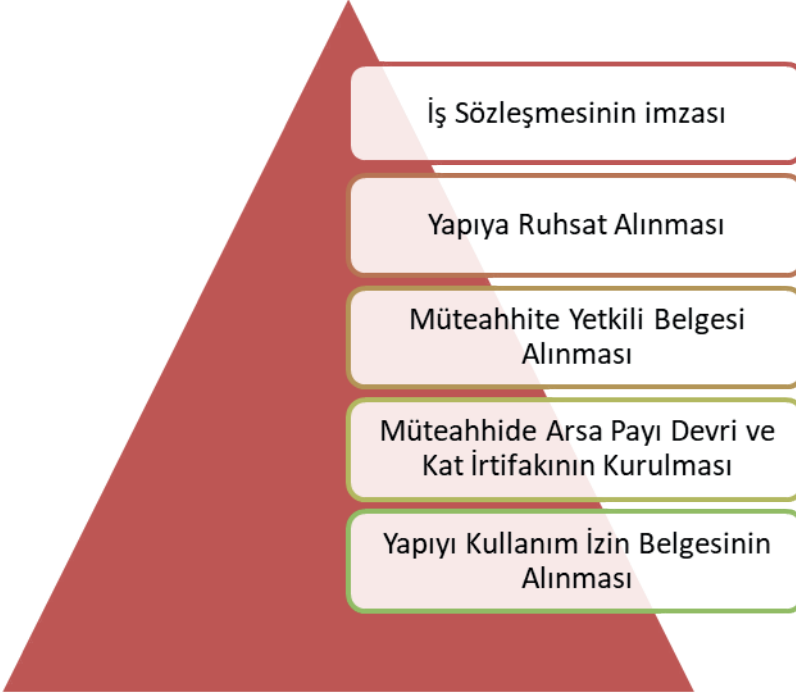 İş Sözleşmesinin imzası
Yapıya Ruhsat Alınması
Müteahhite Yetkili Belgesi
Alınması
Müteahhide Arsa Payı Devri ve
Kat İrtifakının Kurulması
Yapıyı Kullanım İzin Belgesinin
Alınması